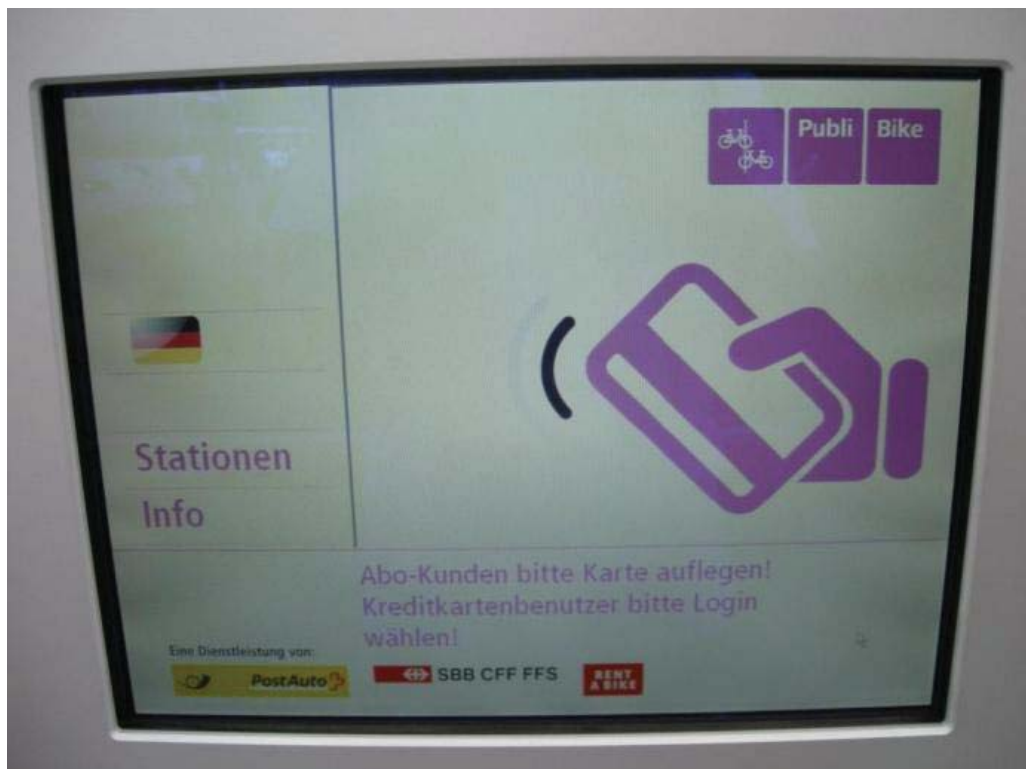 Publi Bike
Stationen
Info
Abo-Kunden bitte Karte auflegen!
Kreditkartenbenutzer bitte Login
wählen!
Eine Dienstleistung von:
PostAuto
SBB CFF FFS
RENT
A BIKE